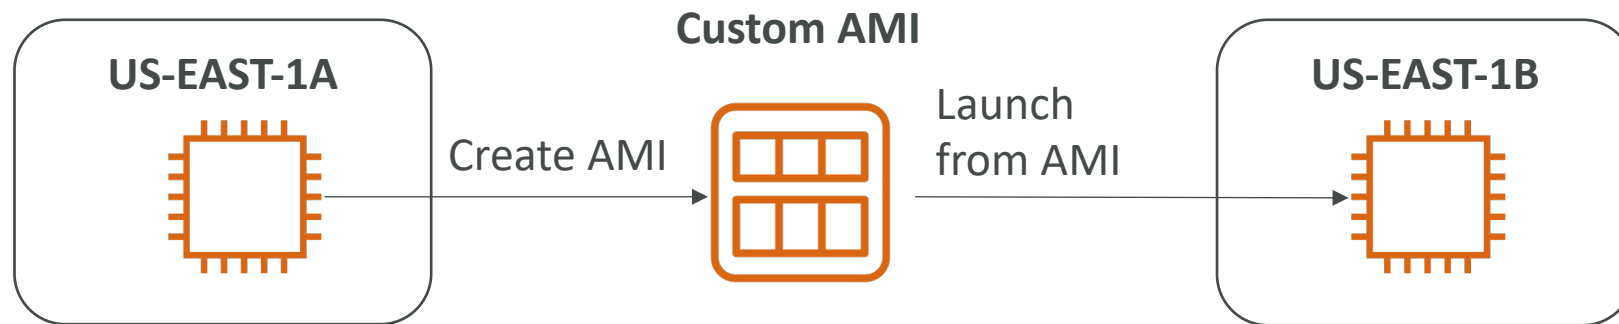 Custom AMI
US-EAST-1A
Create AMI
Launch
from AMI
US-EAST-1B